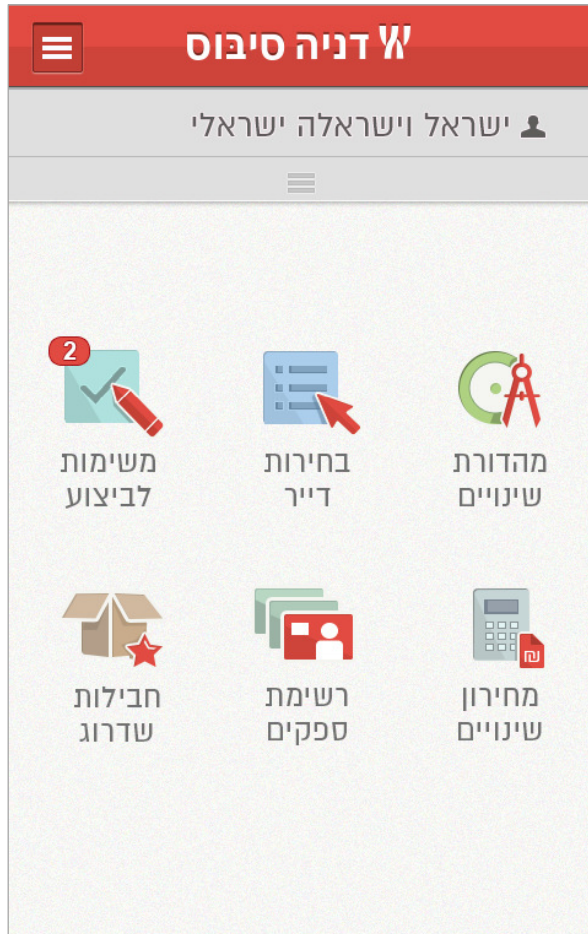 דניה סיבוס
ישראל וישראלה ישראלי
מהדורת
שינויים
בחירות
דייר
2
משימות
לביצוע
מחירון
שינויים
₪
רשימת
ספקים
חבילות
שדרוג